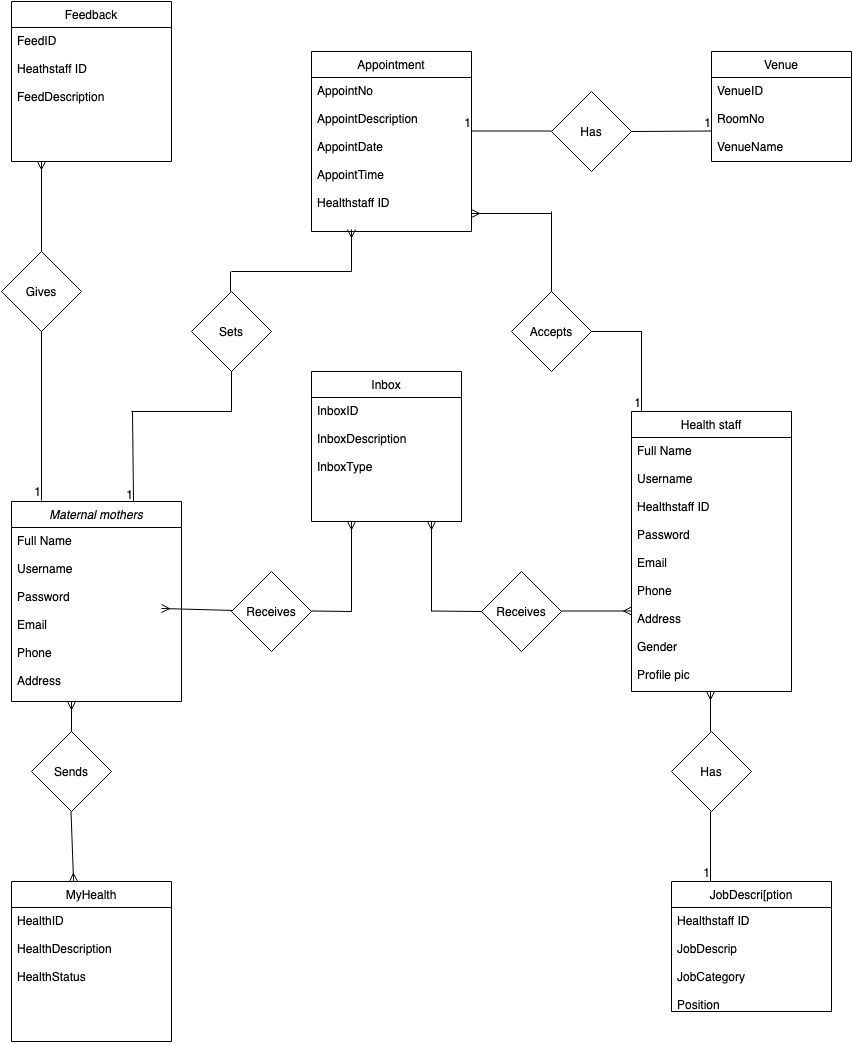 Feedback
FeedID
Heathstaff ID
FeedDescription
Appointment
AppointNo
AppointDescription
AppointDate
AppointTime
Healthstaff ID
1
Has
1
Venue
VenueID
RoomNo
VenueName
Gives
Sets
Accepts
Inbox
InboxID
InboxDescription
InboxType
1
Health staff
Full Name
Username
Healthstaff ID
Password
Email
Phone
Address
Gender
Profile pic
1
1
Maternal mothers
Full Name
Username
Password
Email
Phone
Address
Receives
Receives
Sends
Has
1
MyHealth
HealthID
HealthDescription
HealthStatus
JobDescri[ption
Healthstaff ID
JobDescrip
JobCategory
Position